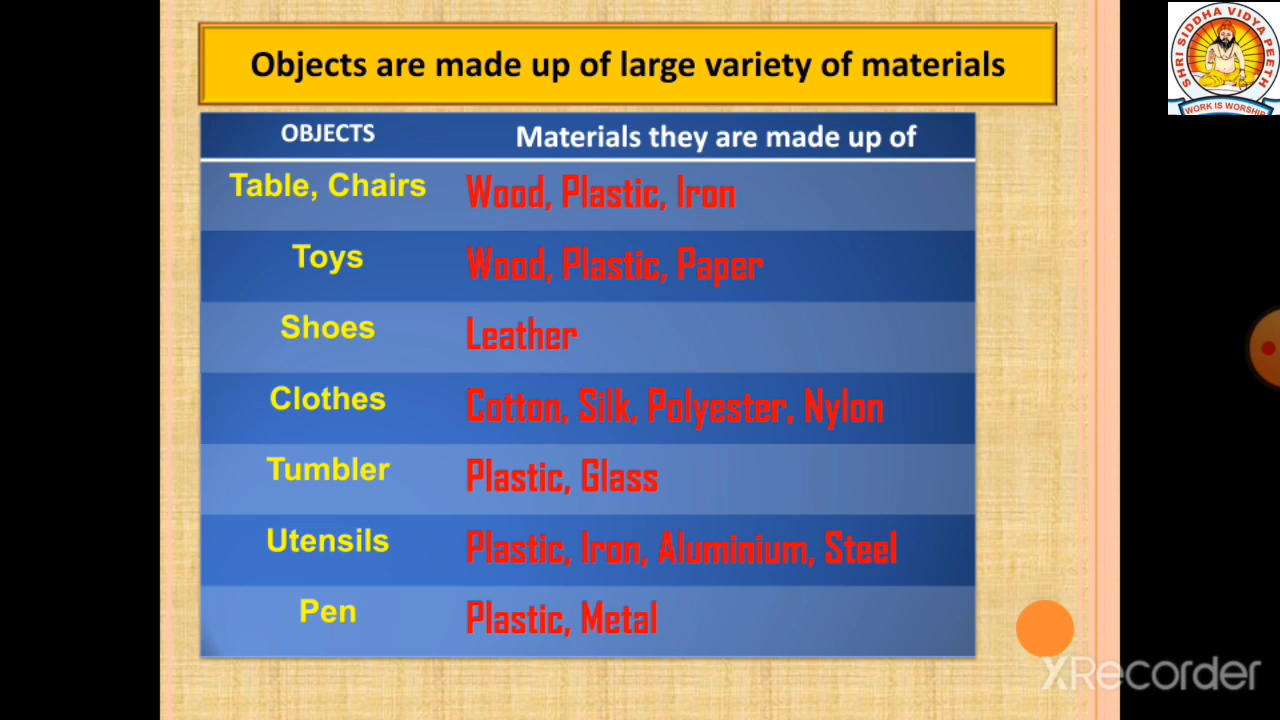 Objects are made up of large variety of materials
SHRI SIDDHA VIDYA PEETH
WORK IS WORSHIP
OBJECTS Materials they are made up of
Table, Chairs Wood, Plastic, Iron
Toys Wood, Plastic, Paper
Shoes Leather
Clothes Cotton, Silk, Polyester, Nylon
Tumbler Plastic, Glass
Utensils Plastic, Iron, Aluminium, Steel
Pen Plastic, Metal
XRecorder